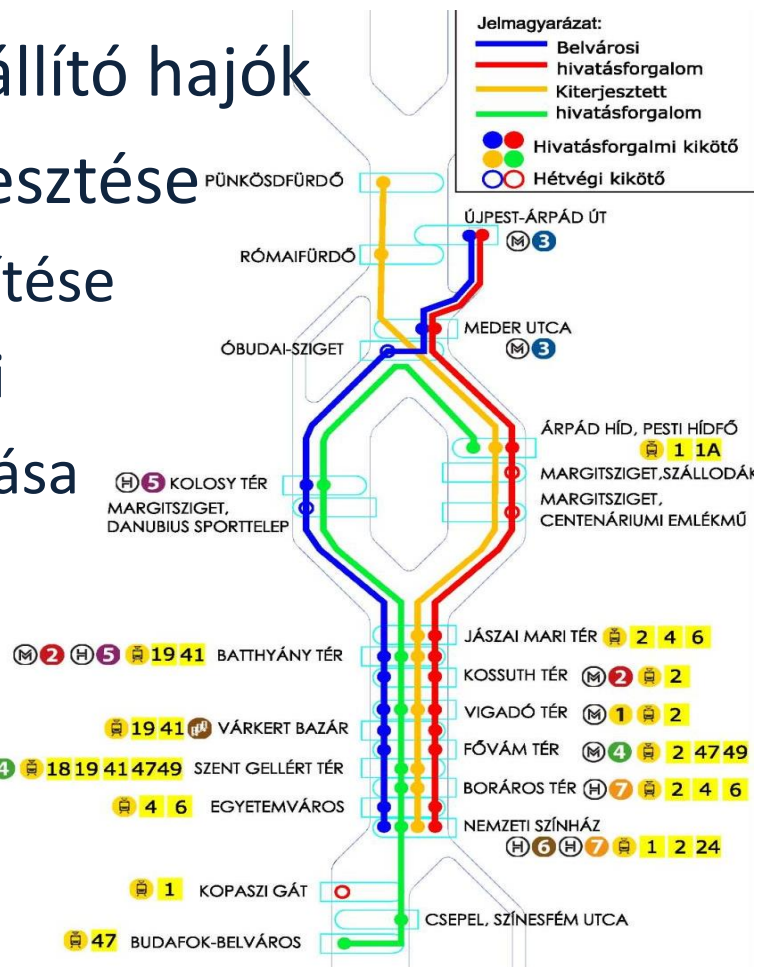 állító hajók
esztése
ítése
i
ása
Jelmagyarázat:
Belvárosi
hivatásforgalom
Kiterjesztett
hivatásforgalom
Hivatásforgalmi kikötő
Hétvégi kikötő
PÜNKÖSDFÜRDŐ
ÚJPEST-ÁRPÁD ÚT
M 3
RÓMAIFÜRDŐ
MEDER UTCA
M 3
ÓBUDAI-SZIGET
ÁRPÁD HÍD, PESTI HÍDFŐ
1 1A
MARGITSZIGET,SZÁLLODÁK
MARGITSZIGET,
CENTENÁRIUMI EMLÉKMŰ
H 5 KOLOSY TÉR
MARGITSZIGET,
DANUBIUS SPORTTELEP
JÁSZAI MARI TÉR 2 4 6
M 2 H 5 19 41 BATTHYÁNY TÉR
KOSSUTH TÉR M 2 2
VIGADÓ TÉR M 1 2
19 41 VÁRKERT BAZÁR
FŐVÁM TÉR M 4 2 47 49
4 18 19 41 47 49 SZENT GELLÉRT TÉR
BORÁROS TÉR H 7 2 4 6
4 6 EGYETEMVÁROS
NEMZETI SZÍNHÁZ
H 6 H 7 1 2 24
1 KOPASZI GÁT
CSEPEL, SZÍNESFÉM UTCA
47 BUDAFOK-BELVÁROS